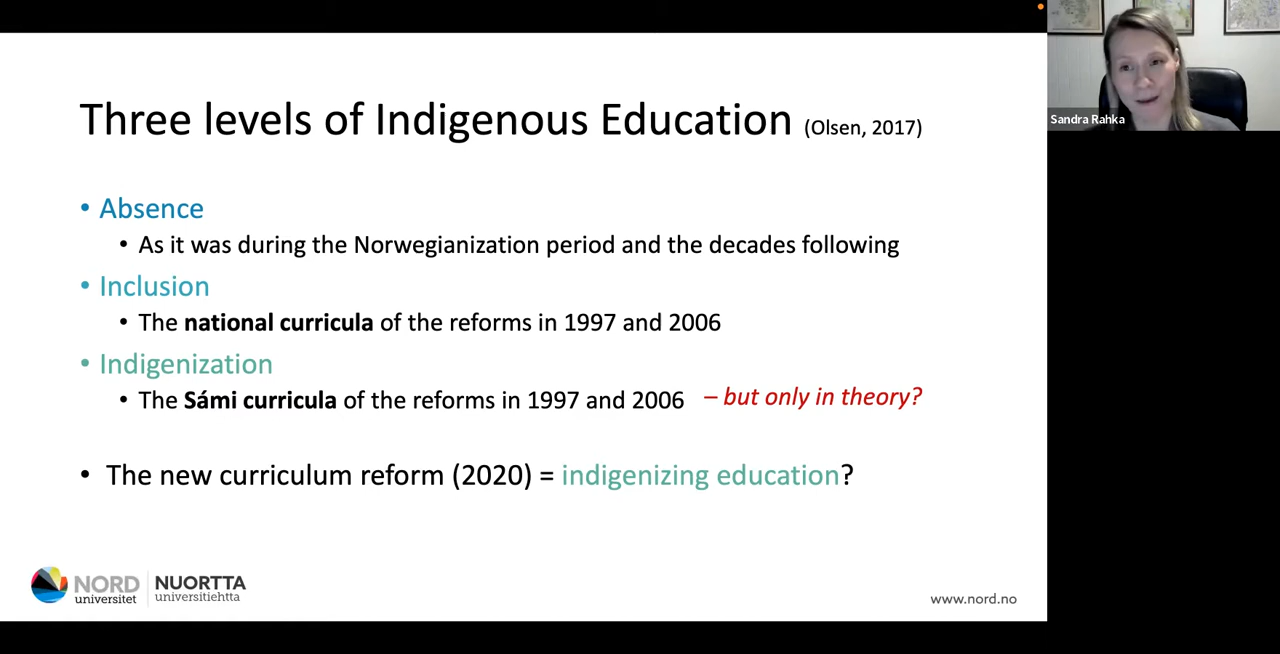 Three levels of Indigenous Education (Olsen, 2017)
• Absence
• As it was during the Norwegianization period and the decades following
• Inclusion
• The national curricula of the reforms in 1997 and 2006
• Indigenization
• The Sámi curricula of the reforms in 1997 and 2006 – but only in theory?
• The new curriculum reform (2020) = indigenizing education?
NORD universitet
NUORTTA universitiehtta
www.nord.no
Sandra Rahka